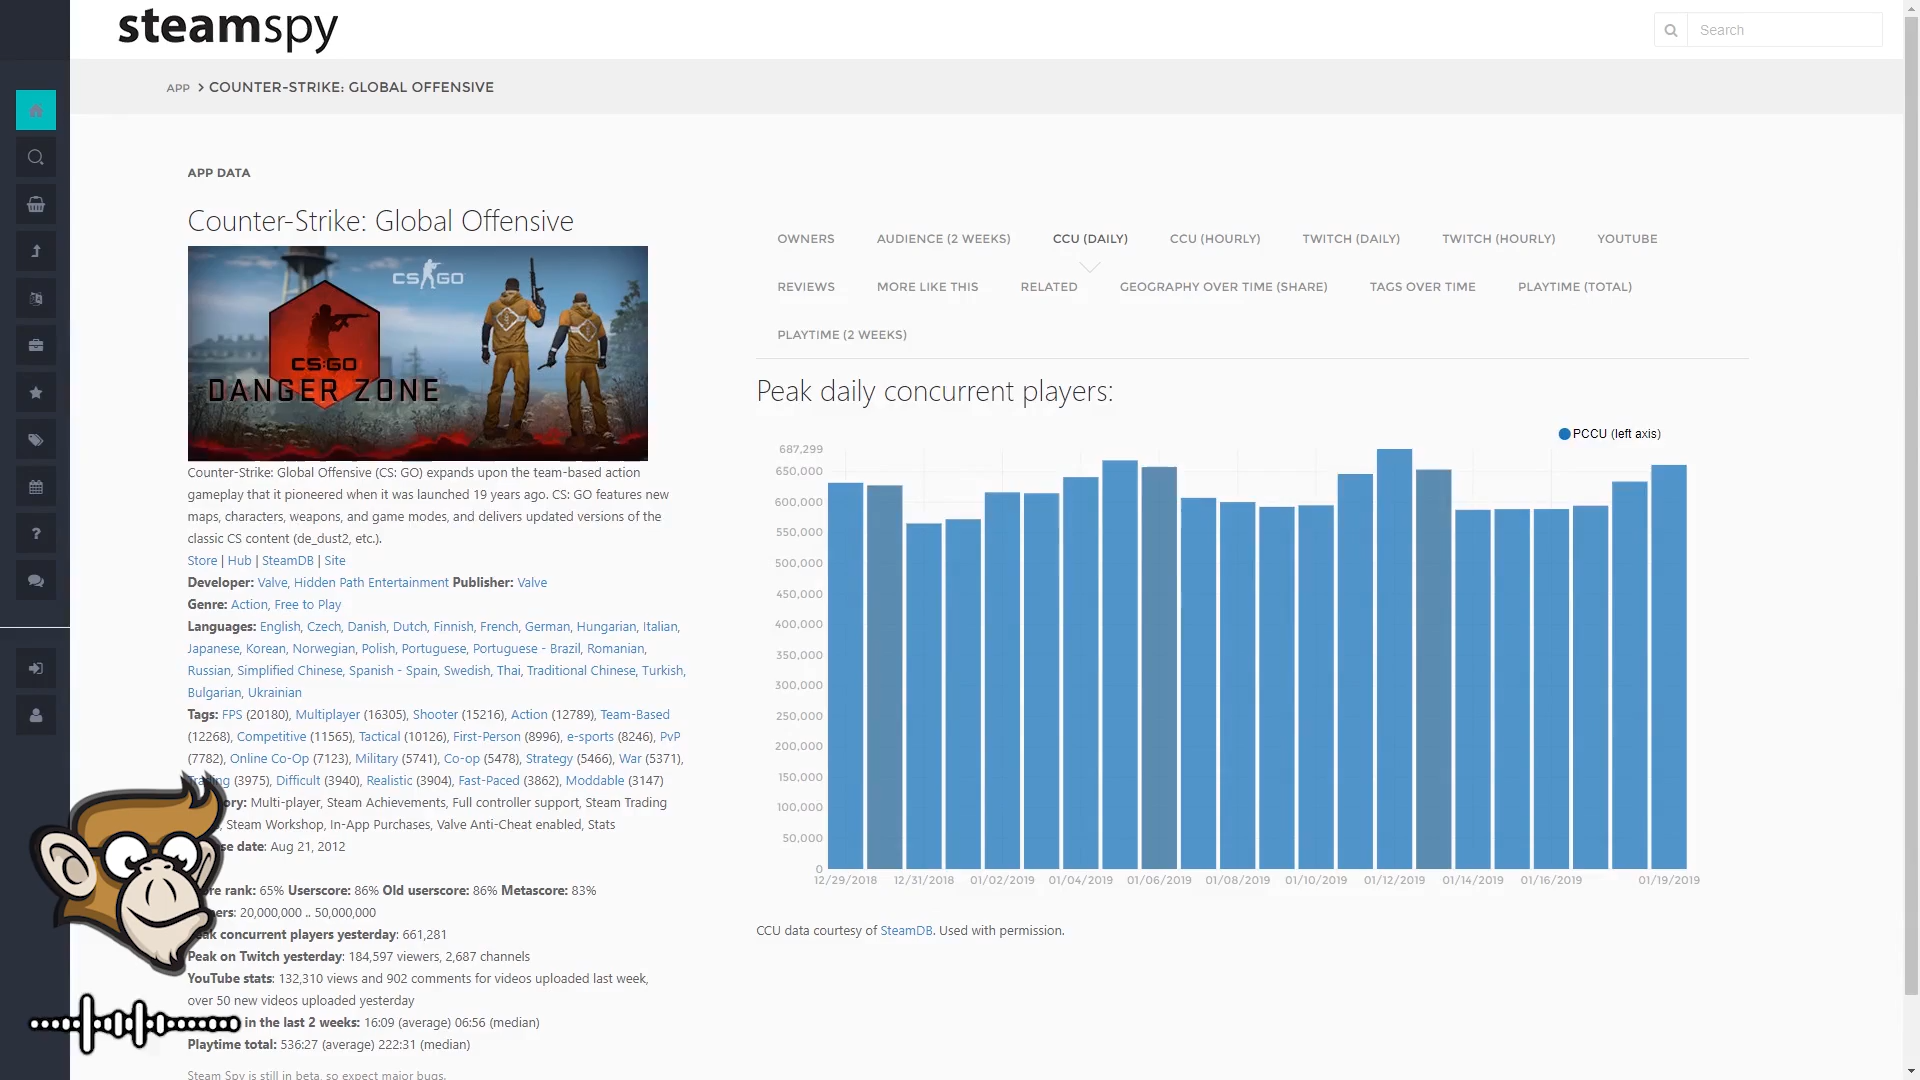 steamspy
Search
APP
COUNTER-STRIKE: GLOBAL OFFENSIVE
APP DATA
Counter-Strike: Global Offensive
CS GO
CS:GO
DANGER ZONE
Counter-Strike: Global Offensive (CS: GO) expands upon the team-based action
gameplay that it pioneered when it was launched 19 years ago. CS: GO features new
maps, characters, weapons, and game modes, and delivers updated versions of the
classic CS content (de_dust2, etc.).
Store | Hub | SteamDB | Site
Developer: Valve, Hidden Path Entertainment Publisher: Valve
Genre: Action, Free to Play
Languages: English, Czech, Danish, Dutch, Finnish, French, German, Hungarian, Italian,
Japanese, Korean, Norwegian, Polish, Portuguese, Portuguese - Brazil, Romanian,
Russian, Simplified Chinese, Spanish - Spain, Swedish, Thai, Traditional Chinese, Turkish,
Bulgarian, Ukrainian
Tags: FPS (20180), Multiplayer (16305), Shooter (15216), Action (12789), Team-Based
(12268), Competitive (11565), Tactical (10126), First-Person (8996), e-sports (8246), PvP
(7782), Online Co-Op (7123), Military (5741), Co-op (5478), Strategy (5466), War (5371),
Trading (3975), Difficult (3940), Realistic (3904), Fast-Paced (3862), Moddable (3147)
Multi-player, Steam Achievements, Full controller support, Steam Trading
Steam Workshop, In-App Purchases, Valve Anti-Cheat enabled, Stats
date: Aug 21, 2012
rank: 65% Userscore: 86% Old userscore: 86% Metascore: 83%
20,000,000 .. 50,000,000
concurrent players yesterday: 661,281
Peak on Twitch yesterday: 184,597 viewers, 2,687 channels
YouTube stats: 132,310 views and 902 comments for videos uploaded last week,
over 50 new videos uploaded yesterday
in the last 2 weeks: 16:09 (average) 06:56 (median)
Playtime total: 536:27 (average) 222:31 (median)
Steam Spy is still in beta, so expect major bugs.
OWNERS
AUDIENCE (2 WEEKS)
CCU (DAILY)
CCU (HOURLY)
TWITCH (DAILY)
TWITCH (HOURLY)
YOUTUBE
REVIEWS
MORE LIKE THIS
RELATED
GEOGRAPHY OVER TIME (SHARE)
TAGS OVER TIME
PLAYTIME (TOTAL)
PLAYTIME (2 WEEKS)
Peak daily concurrent players:
PCCU (left axis)
687,299
650,000
600,000
550,000
500,000
450,000
400,000
350,000
300,000
250,000
200,000
150,000
100,000
50,000
0
12/29/2018
12/31/2018
01/02/2019
01/04/2019
01/06/2019
01/08/2019
01/10/2019
01/12/2019
01/14/2019
01/16/2019
01/19/2019
CCU data courtesy of SteamDB. Used with permission.